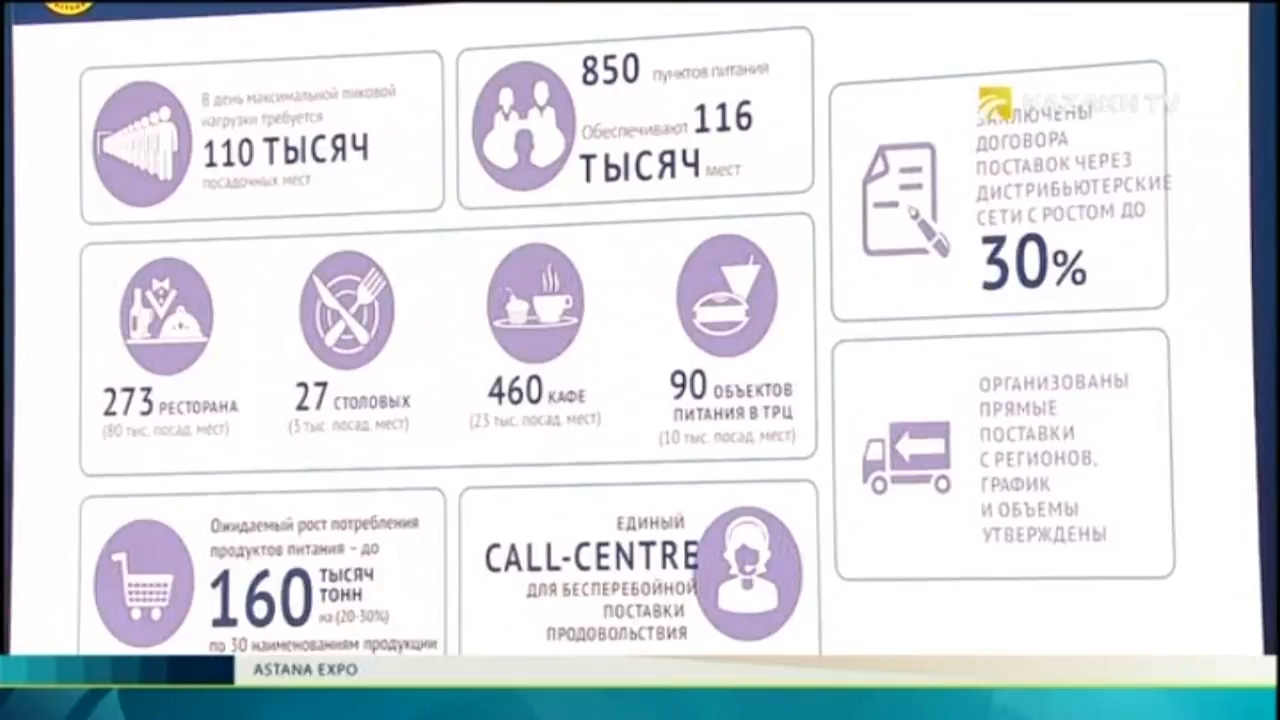 В день максимальной пиковой
нагрузки требуется
110 ТЫСЯЧ
посадочных мест
850 пунктов питания
Обеспечивают 116
ТЫСЯЧ мест
KAZAKH TV
ЗАКЛЮЧЕНЫ
ДОГОВОРА
ПОСТАВОК ЧЕРЕЗ
ДИСТРИБЬЮТЕРСКИЕ
СЕТИ С РОСТОМ ДО
30%
273 РЕСТОРАНА
(80 тыс. посад. мест)
27 СТОЛОВЫХ
(3 тыс. посад. мест)
460 КАФЕ
(23 тыс. посад. мест)
90 ОБЪЕКТОВ
ПИТАНИЯ В ТРЦ
(10 тыс. посад. мест)
ОРГАНИЗОВАНЫ
ПРЯМЫЕ
ПОСТАВКИ
С РЕГИОНОВ,
ГРАФИК
И ОБЪЕМЫ
УТВЕРЖДЕНЫ
Ожидаемый рост потребления
продуктов питания – до
160 ТЫСЯЧ
ТОНН
на (20-30%)
по 30 наименованиям продукции
ЕДИНЫЙ
CALL-CENTRE
ДЛЯ БЕСПЕРЕБОЙНОЙ
ПОСТАВКИ
ПРОДОВОЛЬСТВИЯ
ASTANA EXPO